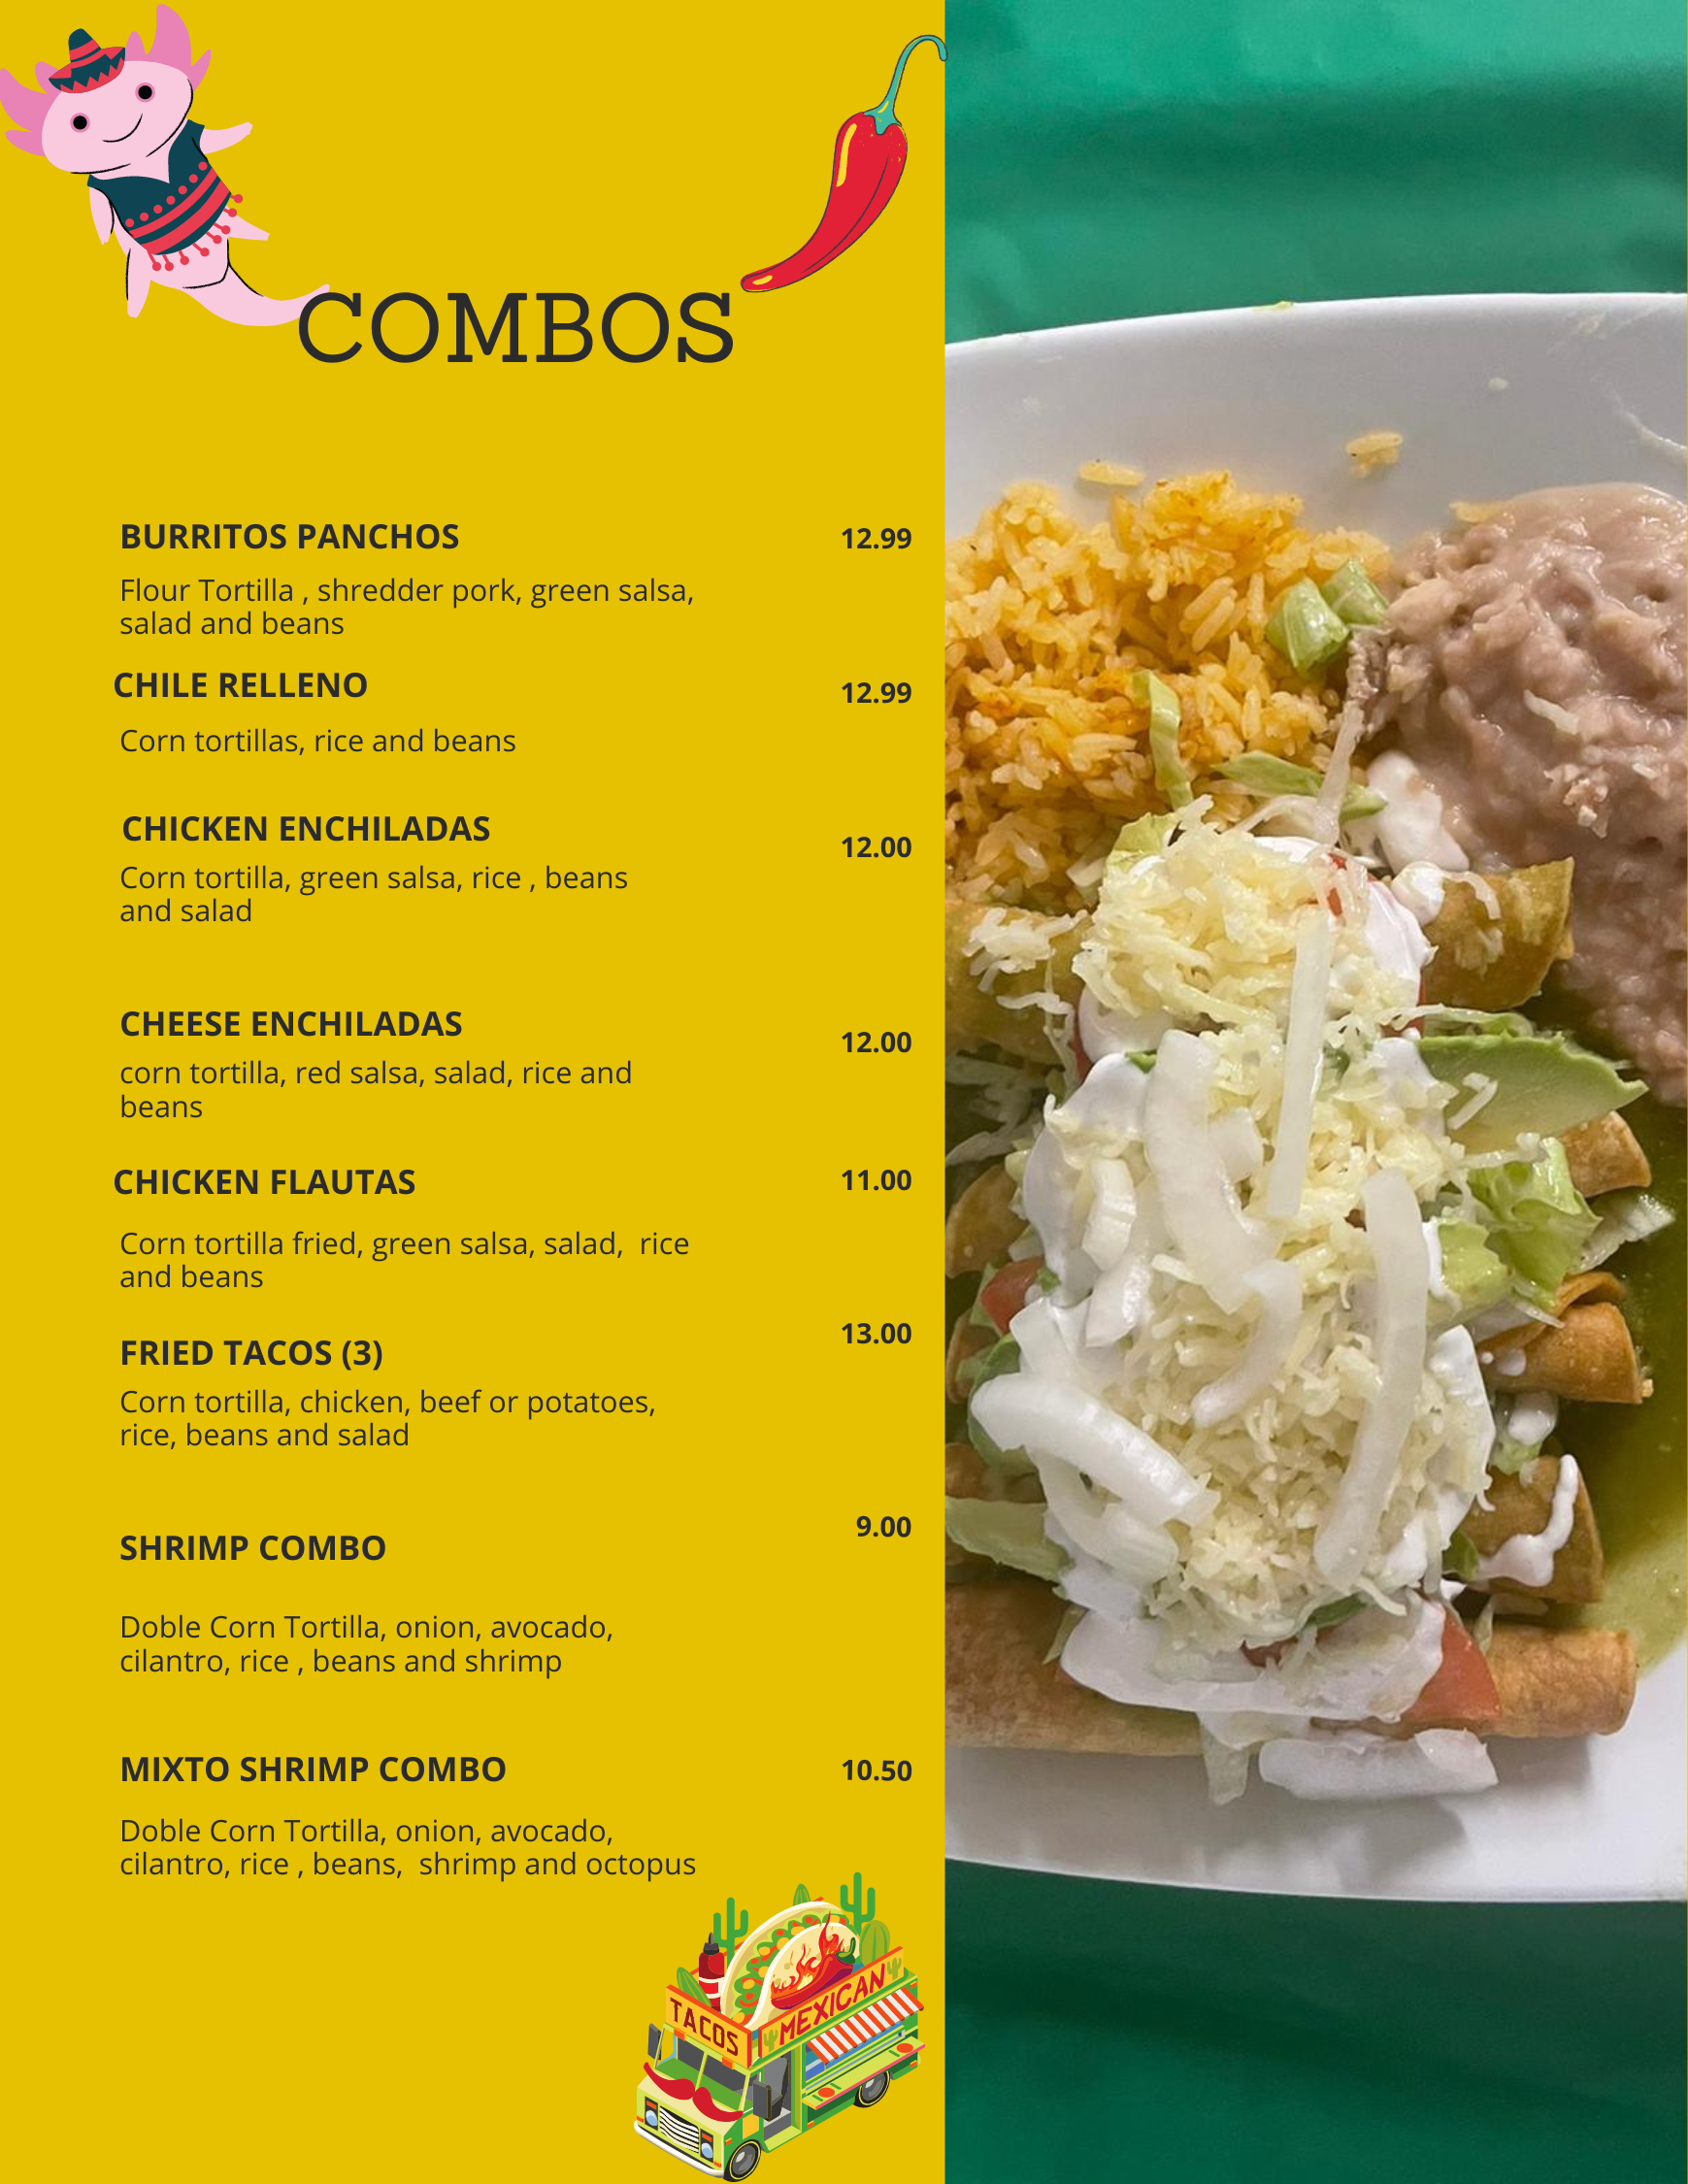 COMBOS
BURRITOS PANCHOS 12.99
Flour Tortilla , shredder pork, green salsa,
salad and beans
CHILE RELLENO 12.99
Corn tortillas, rice and beans
CHICKEN ENCHILADAS 12.00
Corn tortilla, green salsa, rice , beans
and salad
CHEESE ENCHILADAS 12.00
corn tortilla, red salsa, salad, rice and
beans
CHICKEN FLAUTAS 11.00
Corn tortilla fried, green salsa, salad,  rice
and beans
FRIED TACOS (3) 13.00
Corn tortilla, chicken, beef or potatoes,
rice, beans and salad
SHRIMP COMBO 9.00
Doble Corn Tortilla, onion, avocado,
cilantro, rice , beans and shrimp
MIXTO SHRIMP COMBO 10.50
Doble Corn Tortilla, onion, avocado,
cilantro, rice , beans,  shrimp and octopus
TACOS MEXICAN